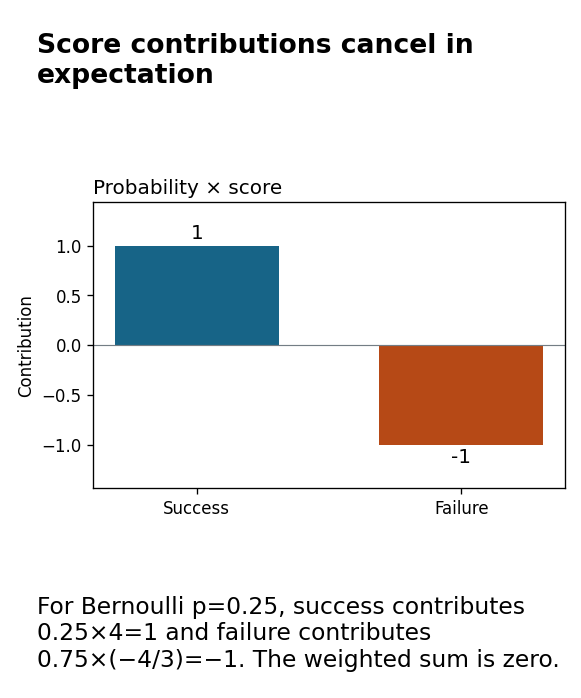 Score contributions cancel in
expectation
Probability × score
1
1.0
0.5
0.0
−0.5
−1.0
Contribution
-1
Success
Failure
For Bernoulli p=0.25, success contributes
0.25×4=1 and failure contributes
0.75×(−4/3)=−1. The weighted sum is zero.